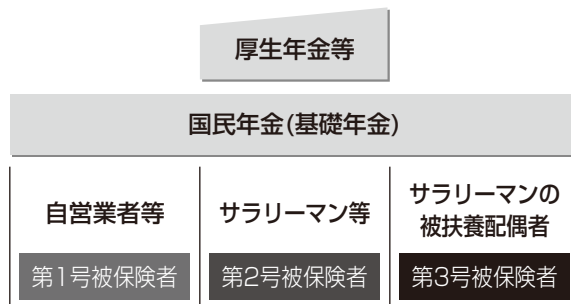 厚生年金等
国民年金(基礎年金)
自営業者等
サラリーマン等
サラリーマンの
被扶養配偶者
第1号被保険者
第2号被保険者
第3号被保険者